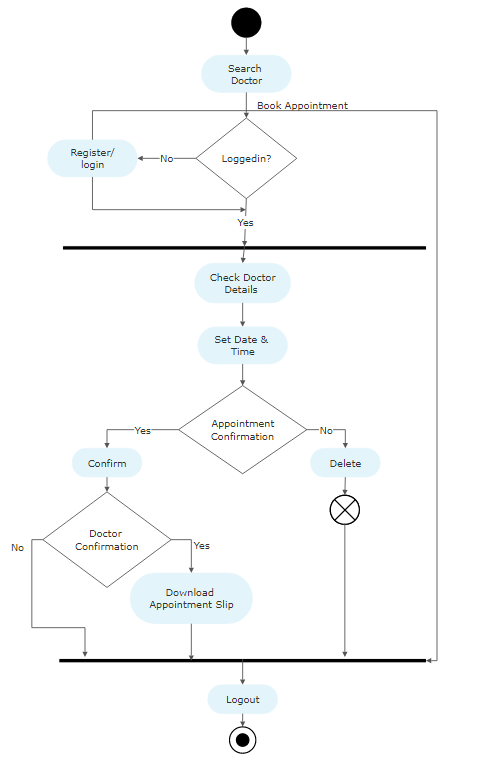 Search
Doctor
Book Appointment
Register/
login
No
Loggedin?
Yes
Check Doctor
Details
Set Date &
Time
Appointment
Confirmation
Yes
No
Confirm
Delete
Doctor
Confirmation
No
Yes
Download
Appointment Slip
Logout